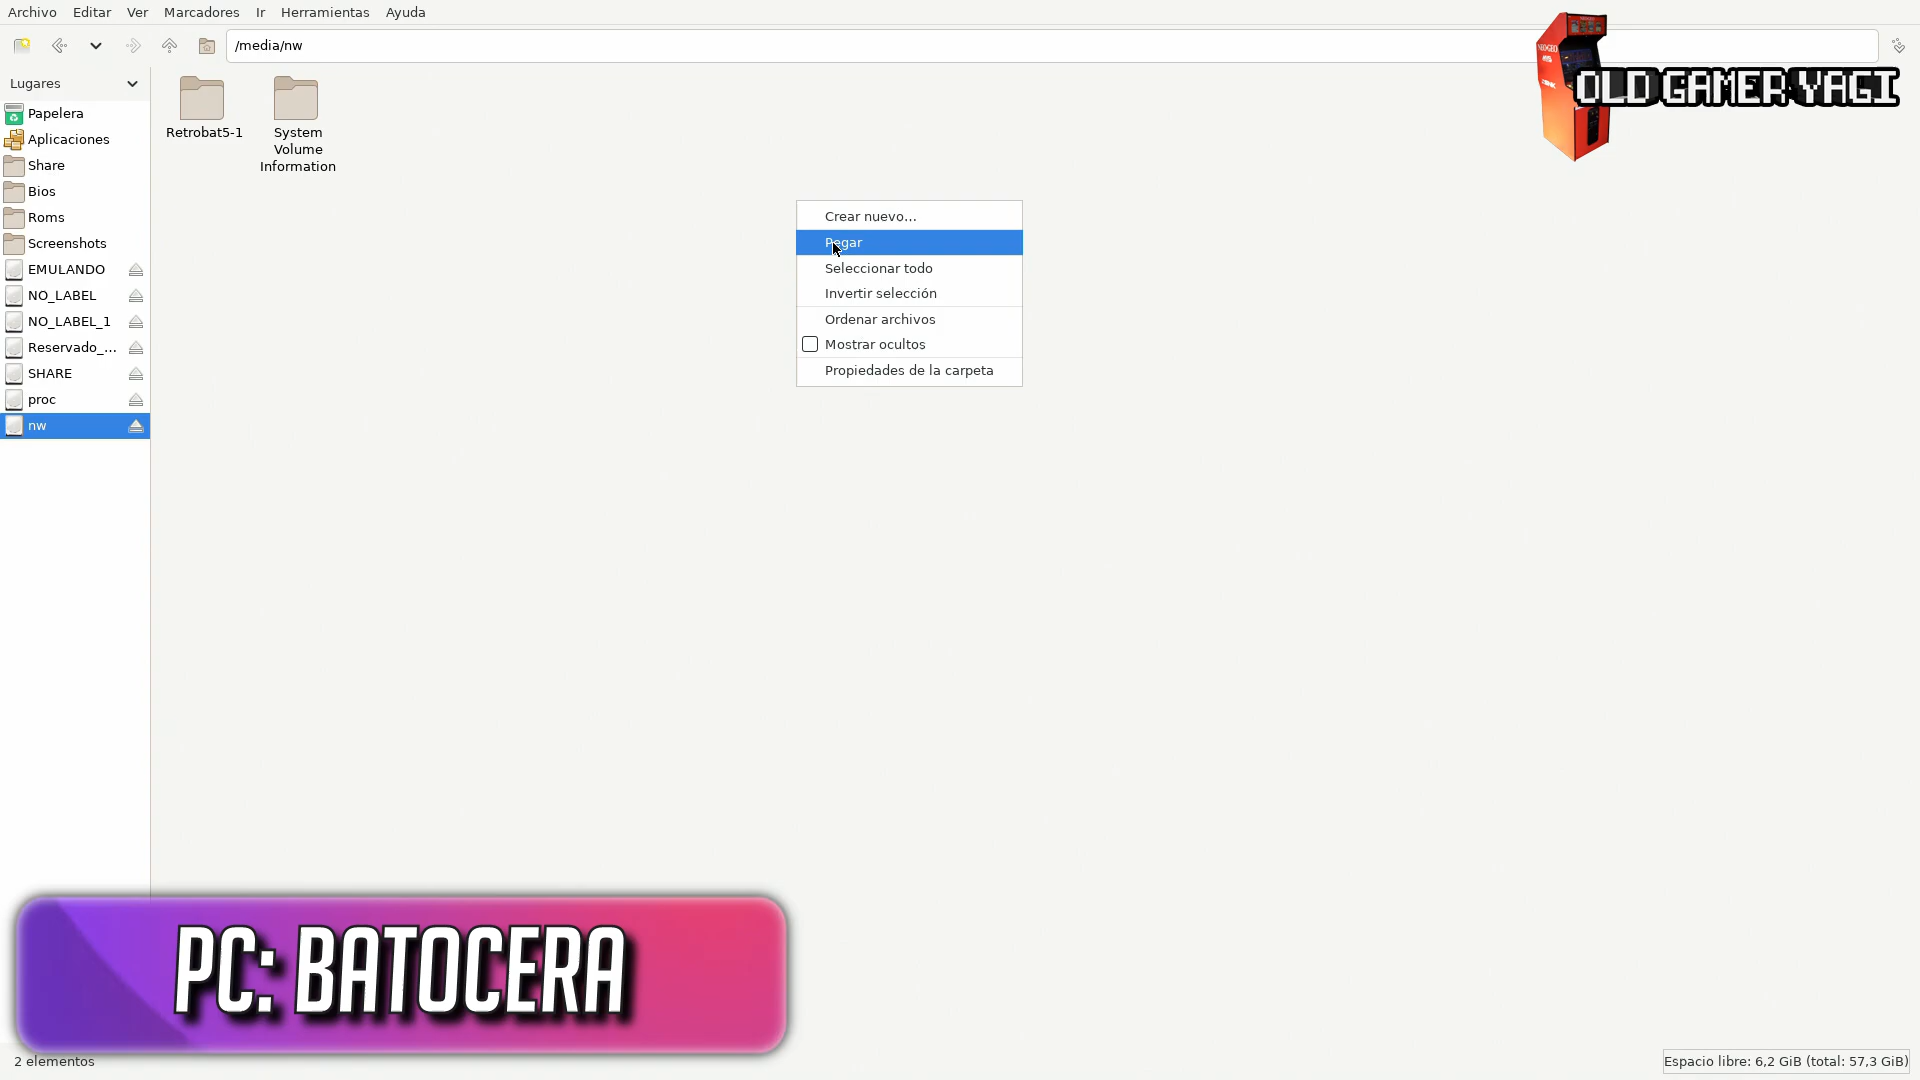 Archivo Editar Ver Marcadores Ir Herramientas Ayuda
/media/nw
OLD GAMER YAGI
Lugares
Papelera
Aplicaciones
Share
Bios
Roms
Screenshots
EMULANDO
NO_LABEL
NO_LABEL_1
Reservado_...
SHARE
proc
nw
Retrobat5-1
System
Volume
Information
Crear nuevo...
Pegar
Seleccionar todo
Invertir selección
Ordenar archivos
Mostrar ocultos
Propiedades de la carpeta
PC: BATOCERA
2 elementos
Espacio libre: 6,2 GiB (total: 57,3 GiB)